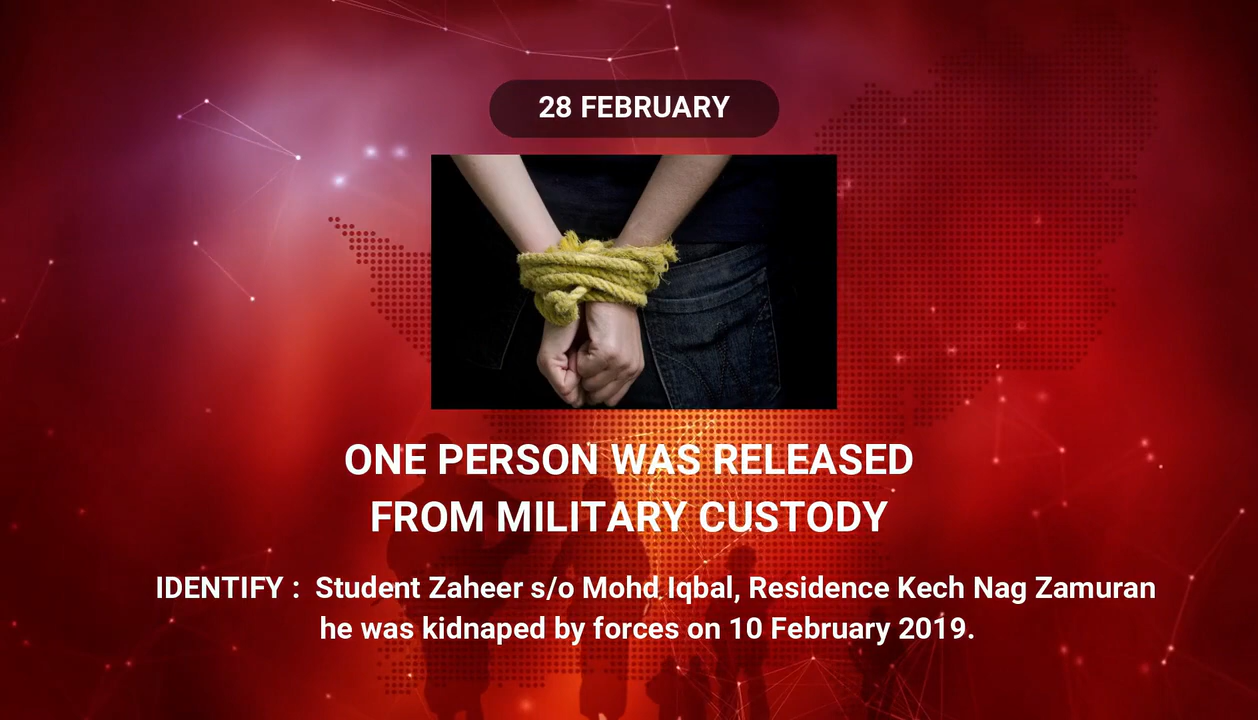 28 FEBRUARY
ONE PERSON WAS RELEASED
FROM MILITARY CUSTODY
IDENTIFY : Student Zaheer s/o Mohd Iqbal, Residence Kech Nag Zamuran
he was kidnaped by forces on 10 February 2019.